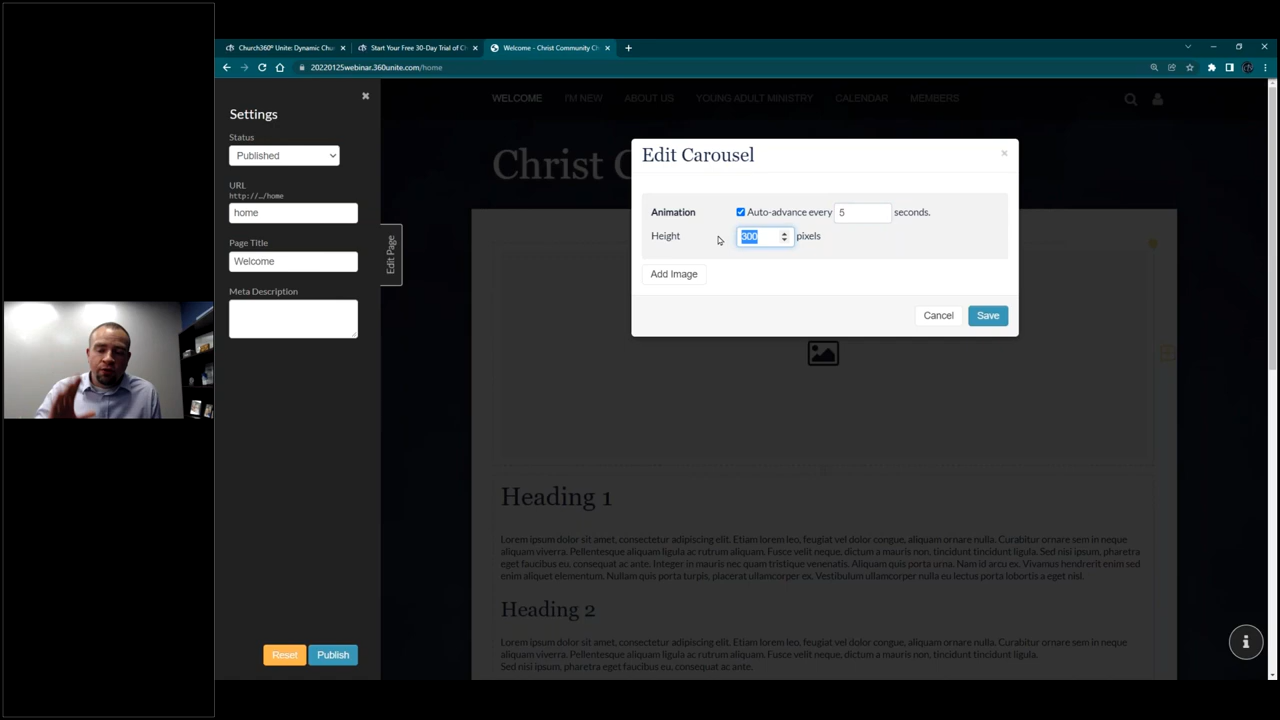 Church360° Unite: Dynamic Chu
Start Your Free 30-Day Trial of Ch
Welcome - Christ Community Ch
20220125webinar.360unite.com/home
Settings
Status
Published
URL
http://.../home
home
Page Title
Welcome
Meta Description
Edit Page
Reset
Publish
WELCOME I'M NEW ABOUT US YOUNG ADULT MINISTRY CALENDAR MEMBERS
Christ C
Edit Carousel
Animation Auto-advance every 5 seconds.
Height 300 pixels
Add Image
Cancel Save
Heading 1
Lorem ipsum dolor sit amet, consectetur adipiscing elit. Fusce lorem leo, feugiat vel dolor congue, aliquam ornare nulla. Curabitur ornare in neque
aliquam viverra. Pellentesque aliquam ligula ac rutrum aliquam. Fusce velit neque, dictum a mauris non, tincidunt tincidunt ligula. Sed nisi ipsum, pharetra
eget faucibus eu, consequat ac ante. Integer in mauris nec quam tristique venenatis. Aliquam quis porta urna. Nam id arcu ex. Vivamus hendrerit enim sed
enim aliquet elementum. Nullam quis porta turpis, placerat ullamcorper ex. Vestibulum ullamcorper nulla eu lectus porta lobortis a eget nisl.
Heading 2
Lorem ipsum dolor sit amet, consectetur adipiscing elit. Etiam lorem leo, feugiat vel dolor congue, aliquam ornare nulla. Curabitur ornare in neque
aliquam viverra. Pellentesque aliquam ligula ac rutrum aliquam. Fusce velit neque, dictum a mauris non, tincidunt tincidunt ligula.
Sed nisi ipsum, pharetra eget faucibus eu, consequat ac ante.